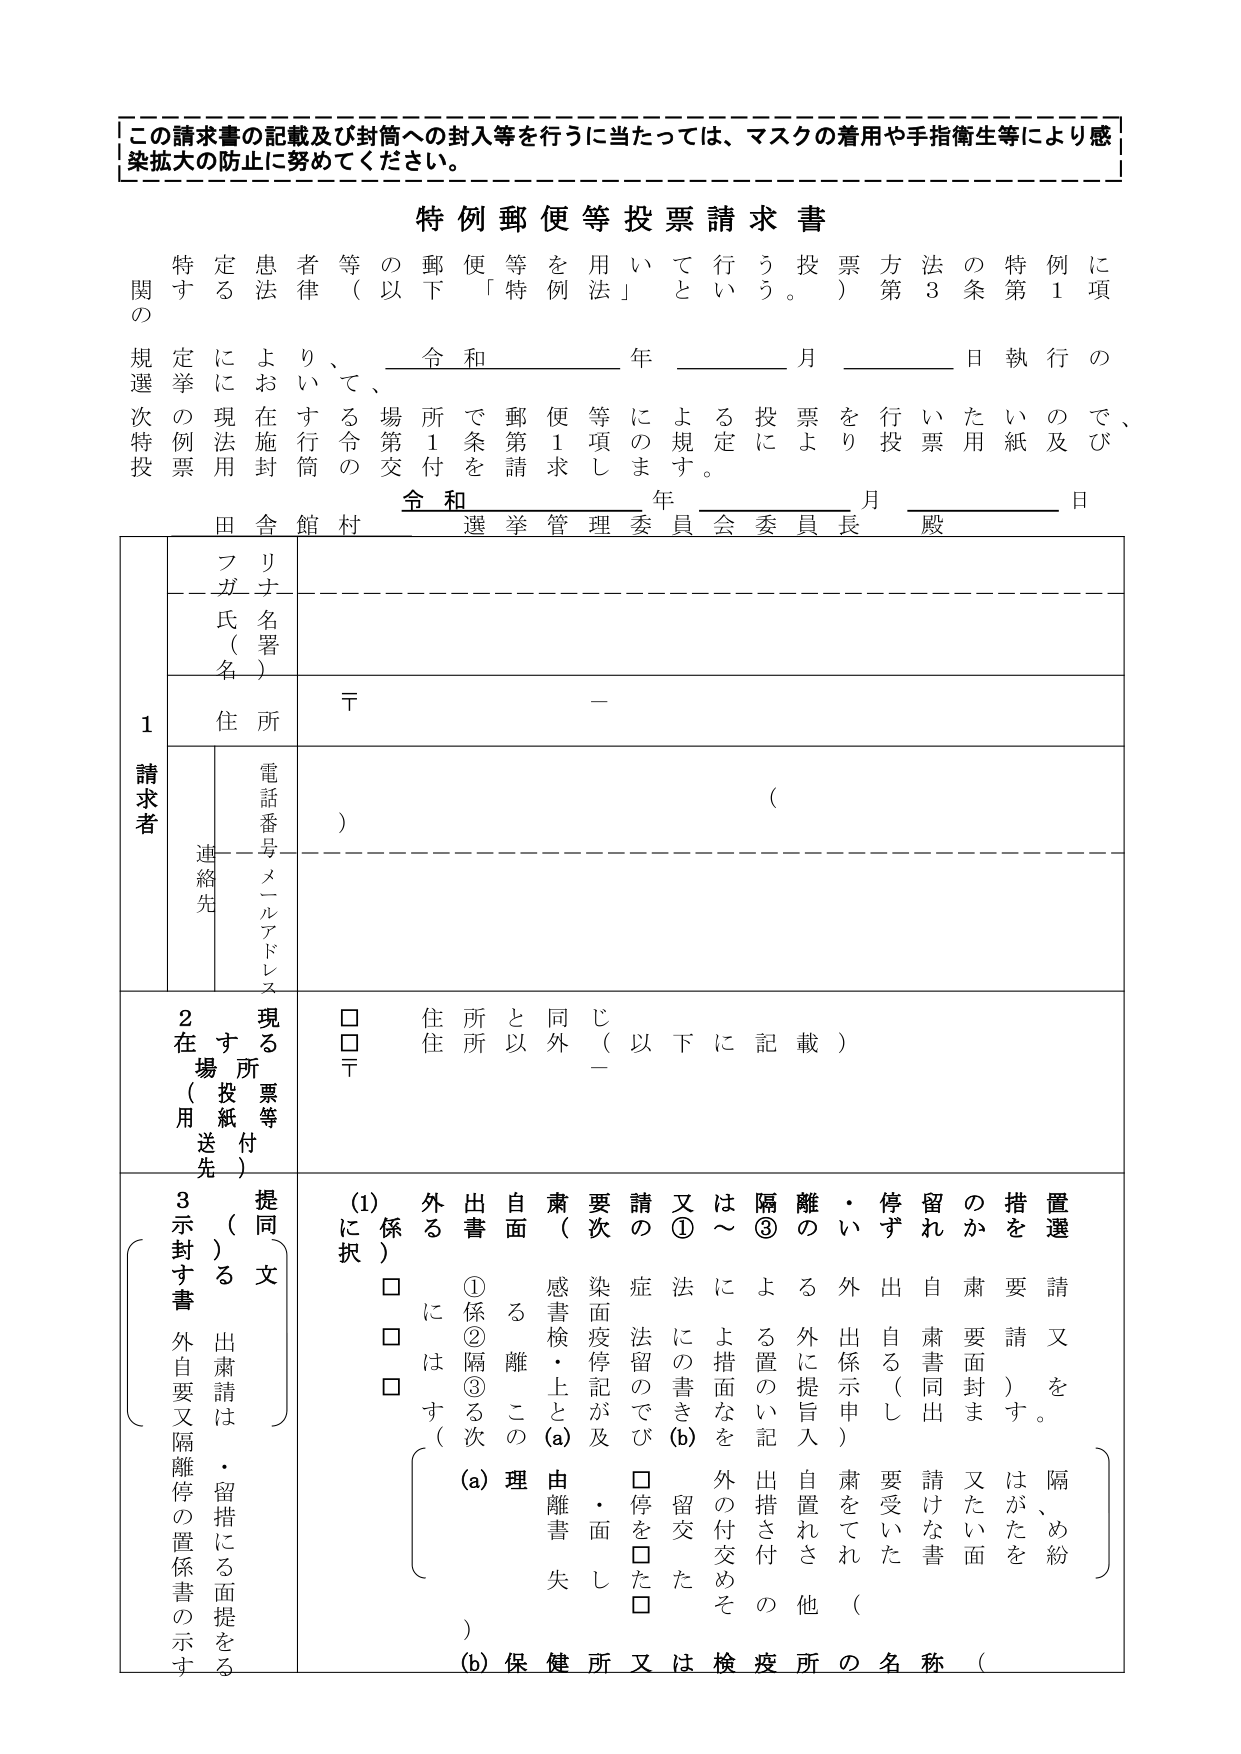 この請求書の記載及び封筒への封入等を行うに当たっては、マスクの着用や手指衛生等により感
染拡大の防止に努めてください。
特例郵便等投票請求書
特定患者等の郵便等を用いて行う投票方法の特例に
関する法律（以下「特例法」という。）第３条第１項
の
規定により、 令和 年 月 日執行の
選挙において、
次の現在する場所で郵便等による投票を行いたいので、
特例法施行令第１条第１項の規定により投票用紙及び
投票用封筒の交付を請求します。
令和 年 月 日
田舎館村 選挙管理委員会委員長 殿
１ 請求者
フリ
ガナ
氏名
（署
名）
住所
〒 －
連絡先
電話番号
（
）
メールアドレス
２ 現
在する
場所
（投票
用紙等
送付
先）
□ 住所と同じ
□ 住所以外（以下に記載）
〒 －
３ 提
示（同
封）
する文
書
外出
自粛
要請
又は
隔
離・
停留
の措
置に
係る
書面
の提
示を
する
(1) 外出自粛要請又は隔離・停留の措置
に係る書面（次の①～③のいずれかを選
択）
□ ① 感染症法による外出自粛要請
に係る書面
□ ② 検疫法による外出自粛要請又
は隔離・停留の措置に係る書面
□ ③ 上記の書面の提示（同封）を
することができない旨申し出ます。
（次の(a)及び(b)を記入）
(a) 理由 □ 外出自粛要請又は隔
離・停留の措置を受けたが、
書面を交付されていないため
□ 交付された書面を紛
失したため
□ その他（
）
(b) 保健所又は検疫所の名称（